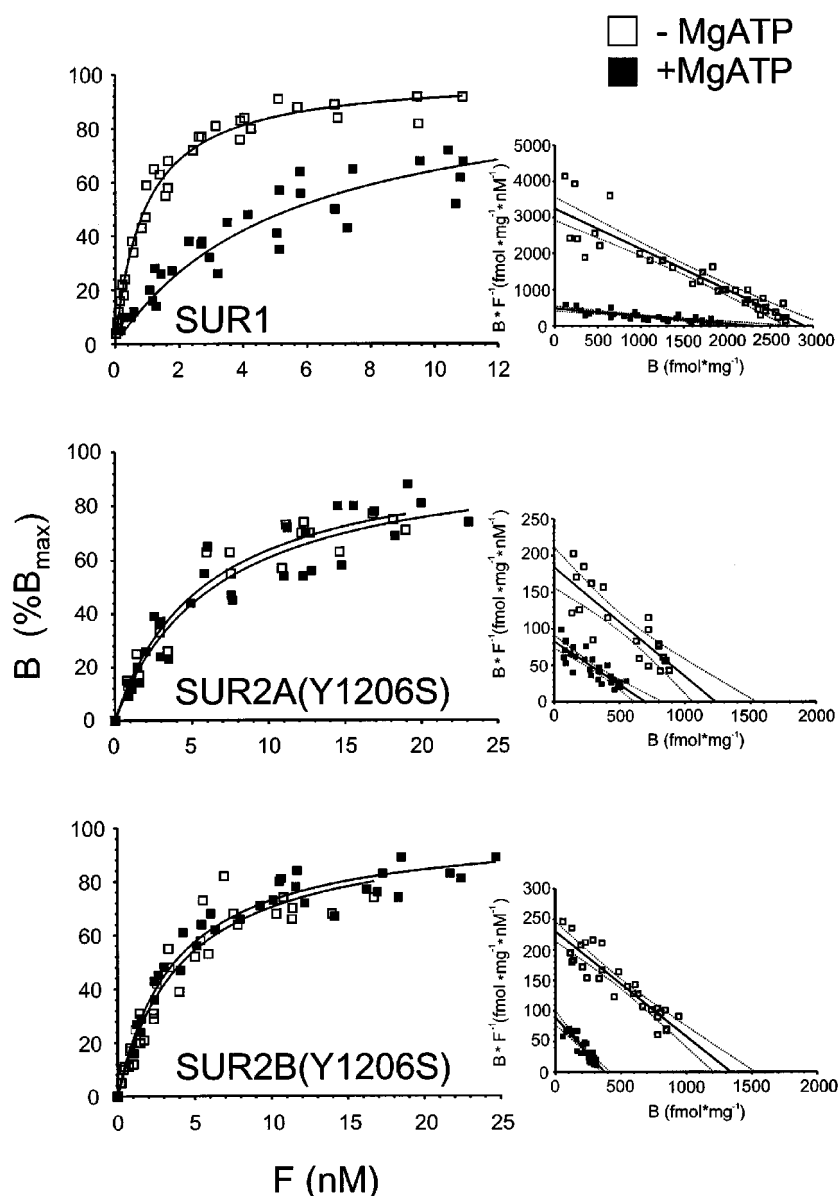 - MgATP
+MgATP
100
80
60
40
20
0
SUR1
0 2 4 6 8 10 12
5000
4000
3000
2000
1000
0
B* F⁻¹(fmol*mg⁻¹*nM⁻¹)
0 500 1000 1500 2000 2500 3000
B (fmol*mg⁻¹)
B (%Bmax)
100
80
60
40
20
0
SUR2A(Y1206S)
0 5 10 15 20 25
250
200
150
100
50
0
B* F⁻¹(fmol*mg⁻¹*nM⁻¹)
0 500 1000 1500 2000
B (fmol*mg⁻¹)
100
80
60
40
20
0
SUR2B(Y1206S)
0 5 10 15 20 25
300
250
200
150
100
50
0
B* F⁻¹(fmol*mg⁻¹*nM⁻¹)
0 500 1000 1500 2000
B (fmol*mg⁻¹)
F (nM)